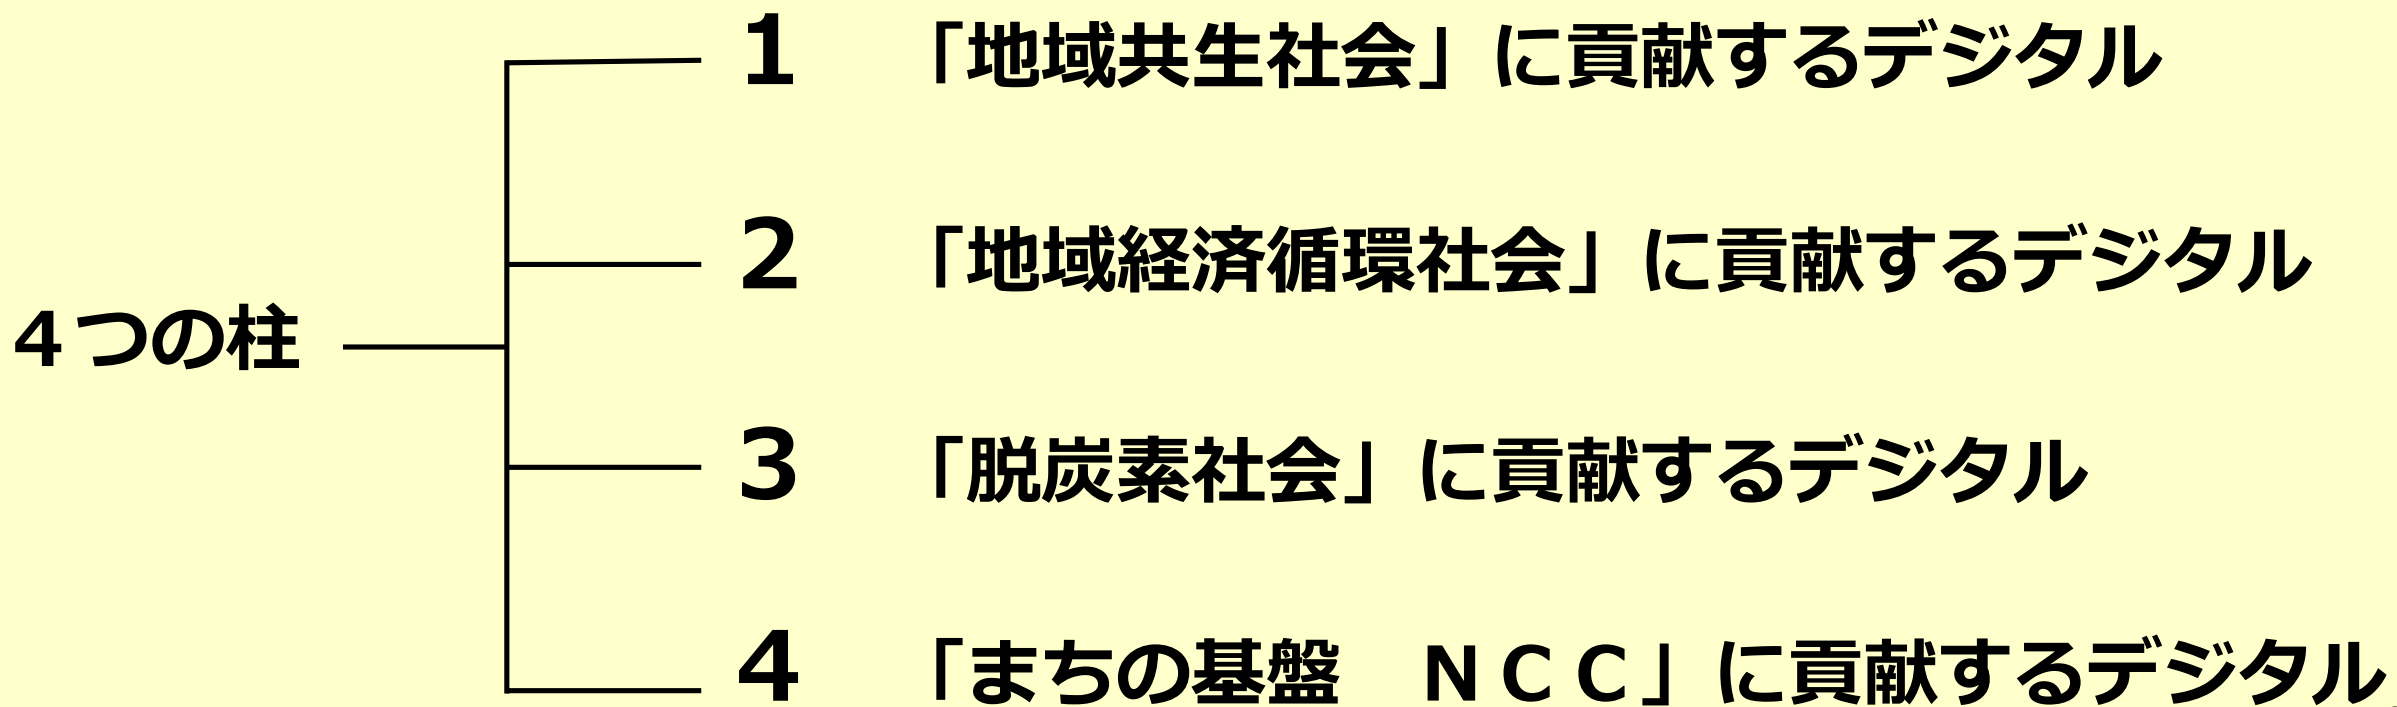 4つの柱
1 「地域共生社会」に貢献するデジタル
2 「地域経済循環社会」に貢献するデジタル
3 「脱炭素社会」に貢献するデジタル
4 「まちの基盤　ＮＣＣ」に貢献するデジタル